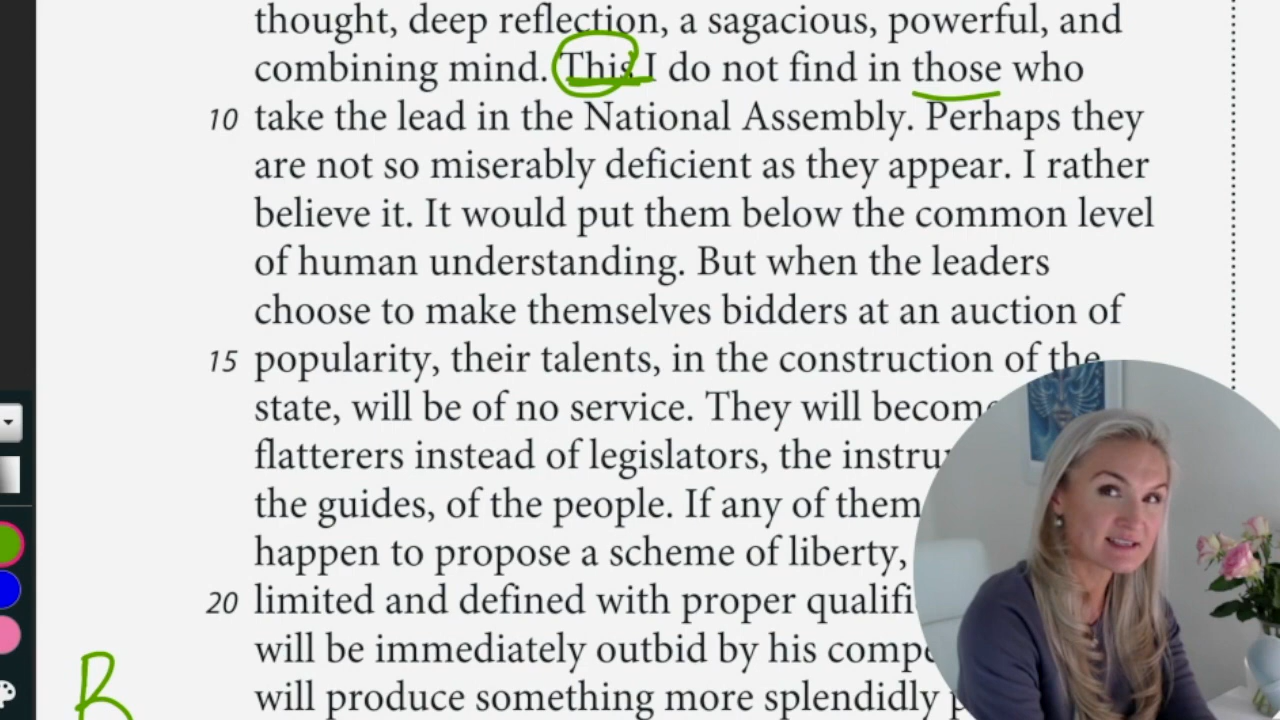 thought, deep reflection, a sagacious, powerful, and
combining mind. This I do not find in those who
10 take the lead in the National Assembly. Perhaps they
are not so miserably deficient as they appear. I rather
believe it. It would put them below the common level
of human understanding. But when the leaders
choose to make themselves bidders at an auction of
15 popularity, their talents, in the construction of the
state, will be of no service. They will become
flatterers instead of legislators, the
the guides, of the people. If any of them
happen to propose a scheme of liberty,
20 limited and defined with proper
will be immediately outbid by his
will produce something more splendidly
B